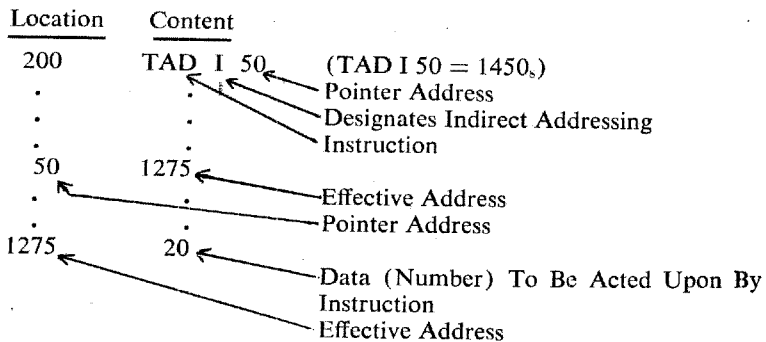 Location Content
200 TAD I 50 (TAD I 50 = 1450₈)
Pointer Address
Designates Indirect Addressing
Instruction
50 1275
Effective Address
Pointer Address
1275 20
Data (Number) To Be Acted Upon By
Instruction
Effective Address